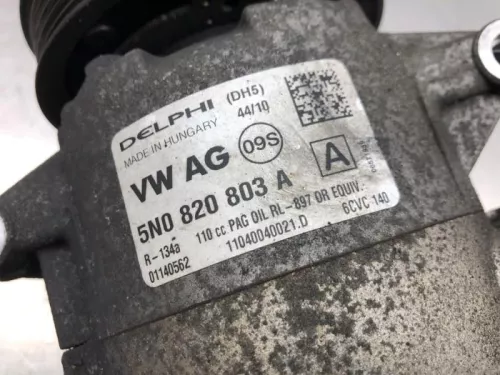 DELPHI (DH5)
MADE IN HUNGARY 44/10
VW AG 09S A
5N0 820 803 A
R-134a 110 cc PAG OIL RL-897 OR EQUIV.
01140562 11040040021.D 6CVC 140